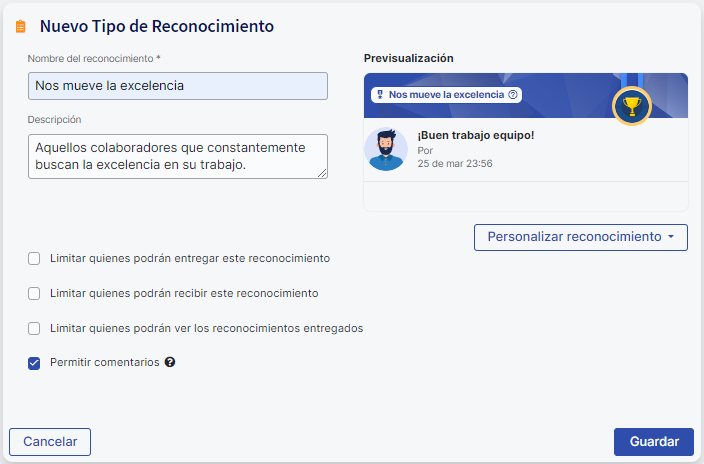 Nuevo Tipo de Reconocimiento
Nombre del reconocimiento *
Nos mueve la excelencia
Descripción
Aquellos colaboradores que constantemente
buscan la excelencia en su trabajo.
Previsualización
Nos mueve la excelencia
¡Buen trabajo equipo!
Por
25 de mar 23:56
Personalizar reconocimiento
Limitar quienes podrán entregar este reconocimiento
Limitar quienes podrán recibir este reconocimiento
Limitar quienes podrán ver los reconocimientos entregados
Permitir comentarios
Cancelar
Guardar